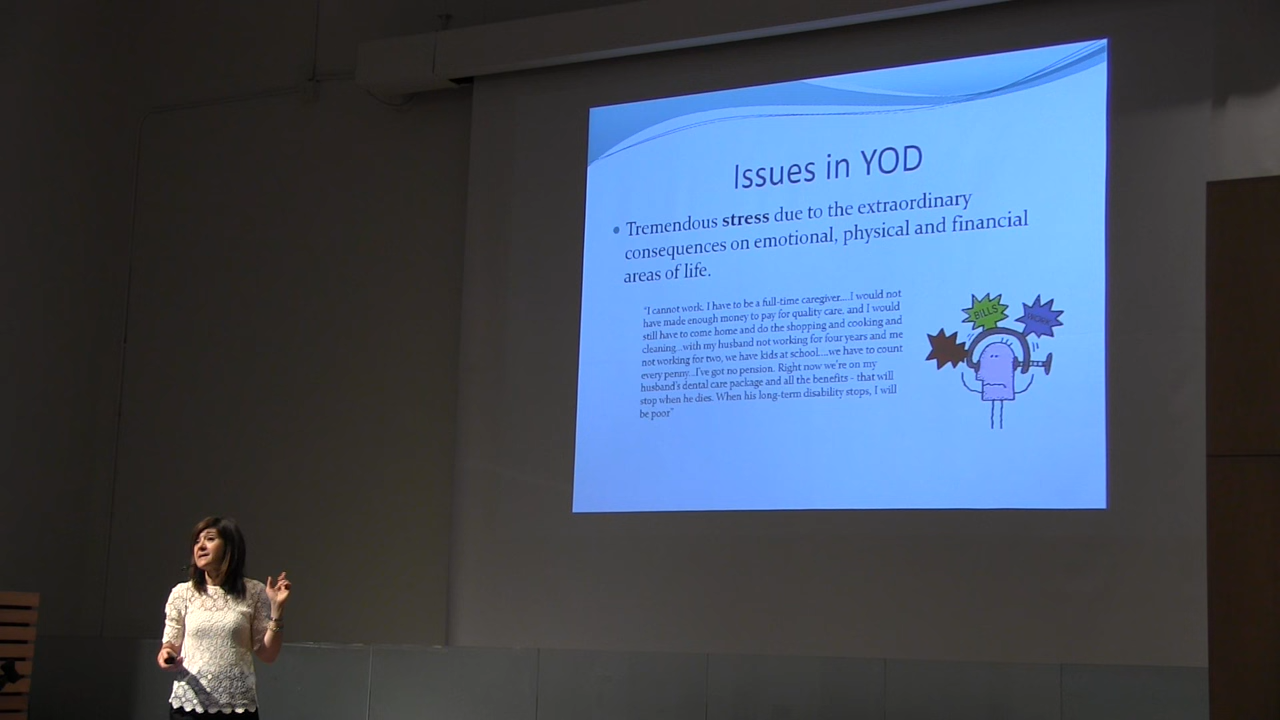 Issues in YOD
• Tremendous stress due to the extraordinary
consequences on emotional, physical and financial
areas of life.
"I cannot work, I have to be a full-time caregiver....I would not
have made enough money to pay for quality care, and I would
still have to come home and do the shopping and cooking and
cleaning...with my husband not working for four years and me
not working for two, we have kids at school....we have to count
every penny...I've got no pension. Right now we're on my
husband's dental care package and all the benefits - that will
stop when he dies. When his long-term disability stops, I will
be poor"
BILLS